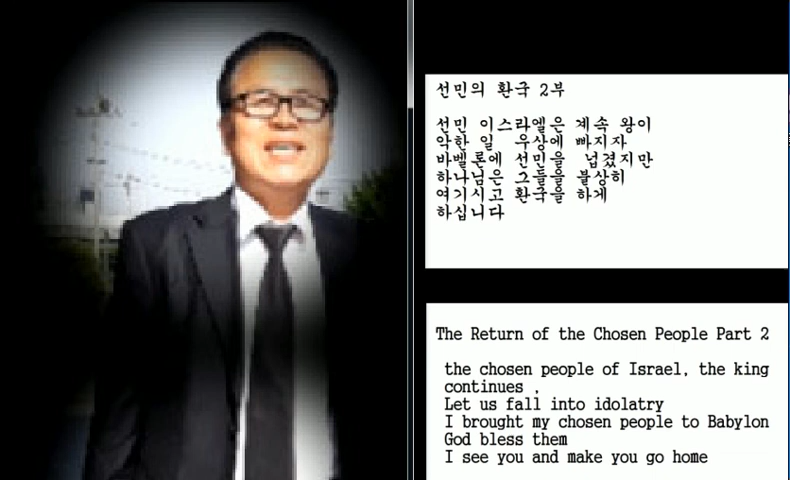 선민의 환국 2부
선민 이스라엘은 계속 왕이
악한 일 우상에 빠지자
바벨론에 선민을 넙겼지만
하나님은 그들을 불상히
여기시고 환국을 하게
하십니다
The Return of the Chosen People Part 2
the chosen people of Israel, the king
continues .
Let us fall into idolatry
I brought my chosen people to Babylon
God bless them
I see you and make you go home